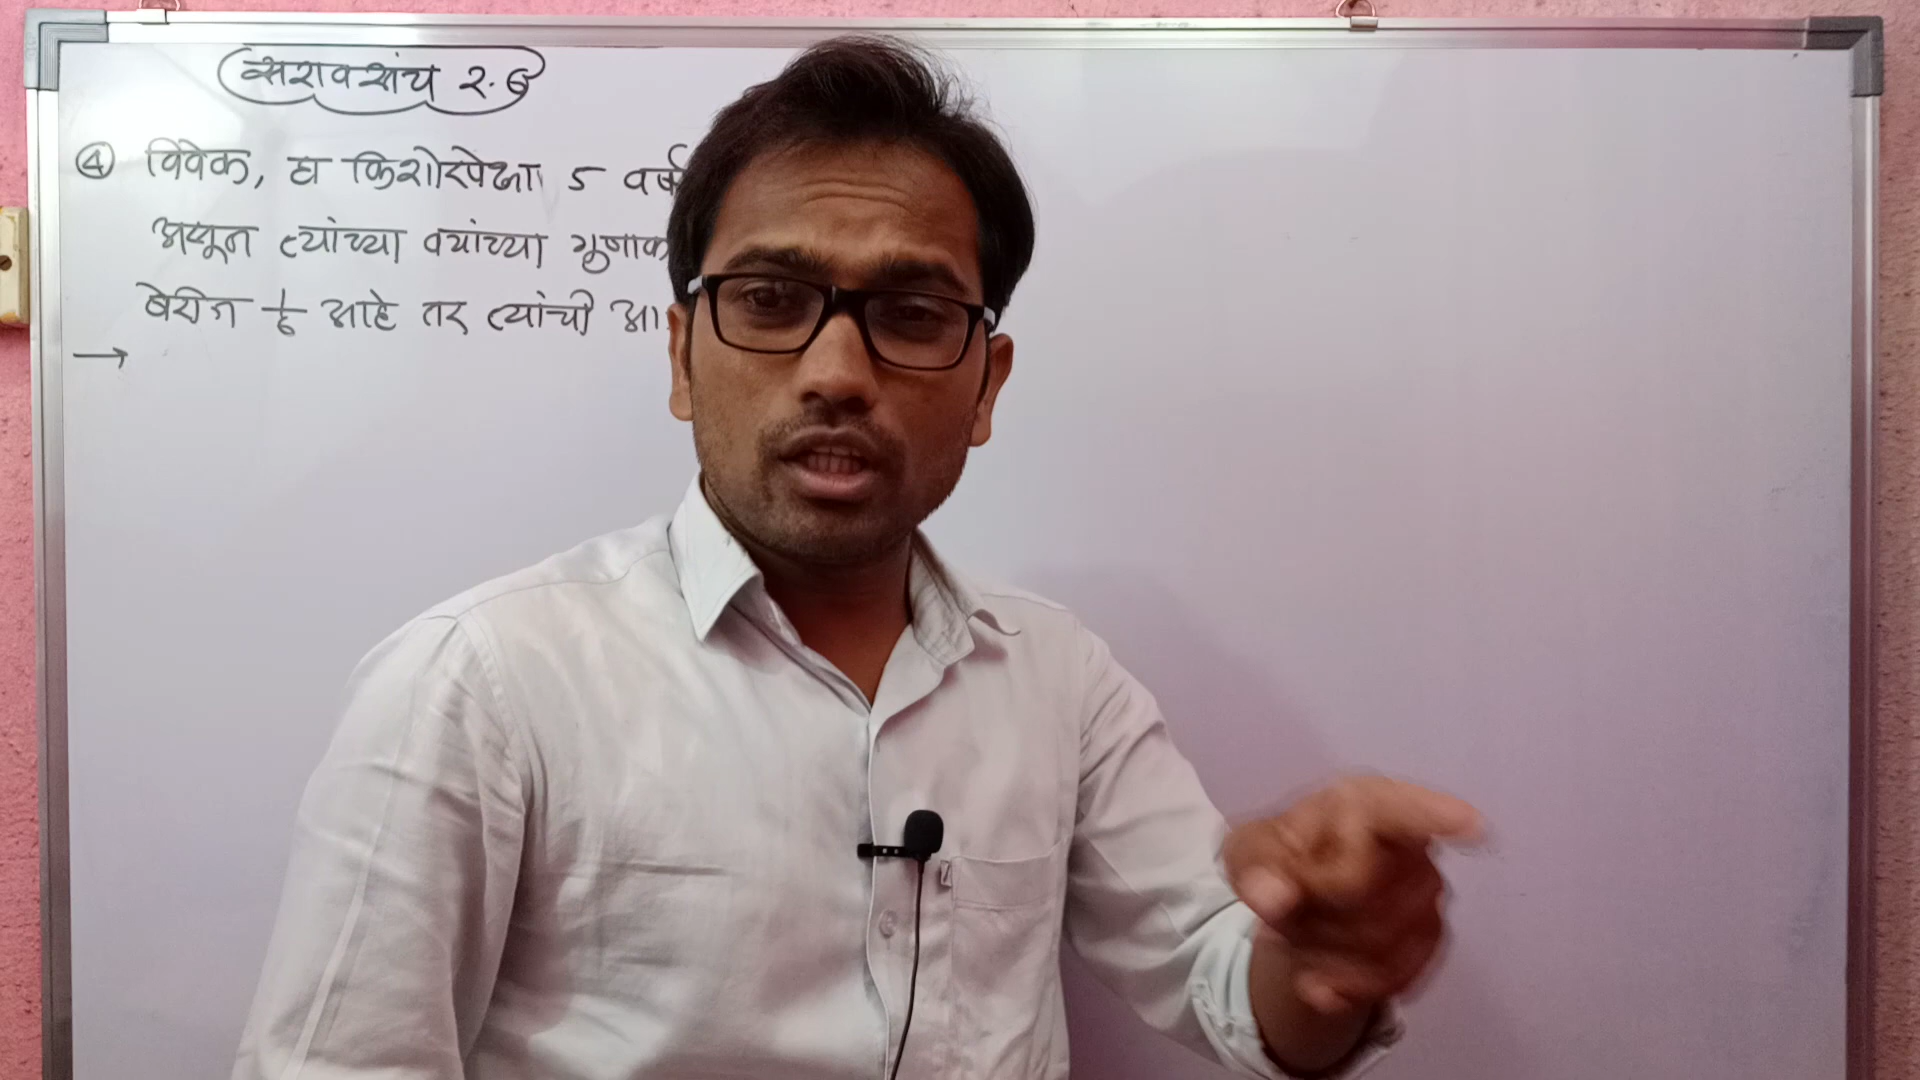 सरावसंच २.६
④ विवेक, हा किशोरपेक्षा 5 वर्ष
असून त्यांच्या वयांच्या गुणाक
बेरीज 1/6 आहे तर त्यांची आ
→